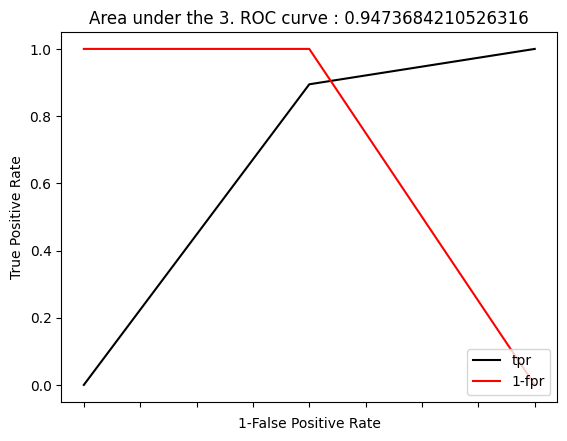 Area under the 3. ROC curve : 0.9473684210526316
True Positive Rate
1.0
0.8
0.6
0.4
0.2
0.0
tpr
1-fpr
1-False Positive Rate